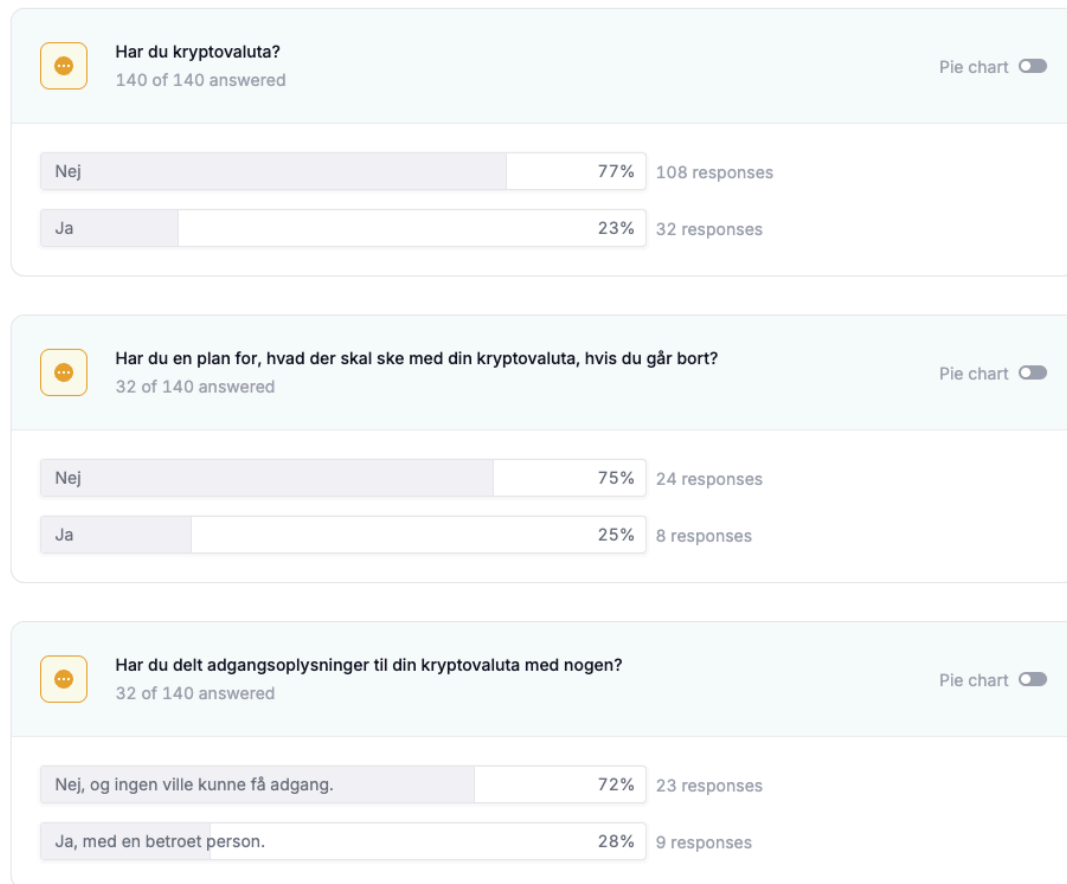 Har du kryptovaluta?
140 of 140 answered
Pie chart
Nej 77% 108 responses
Ja 23% 32 responses
Har du en plan for, hvad der skal ske med din kryptovaluta, hvis du går bort?
32 of 140 answered
Pie chart
Nej 75% 24 responses
Ja 25% 8 responses
Har du delt adgangsoplysninger til din kryptovaluta med nogen?
32 of 140 answered
Pie chart
Nej, og ingen ville kunne få adgang. 72% 23 responses
Ja, med en betroet person. 28% 9 responses